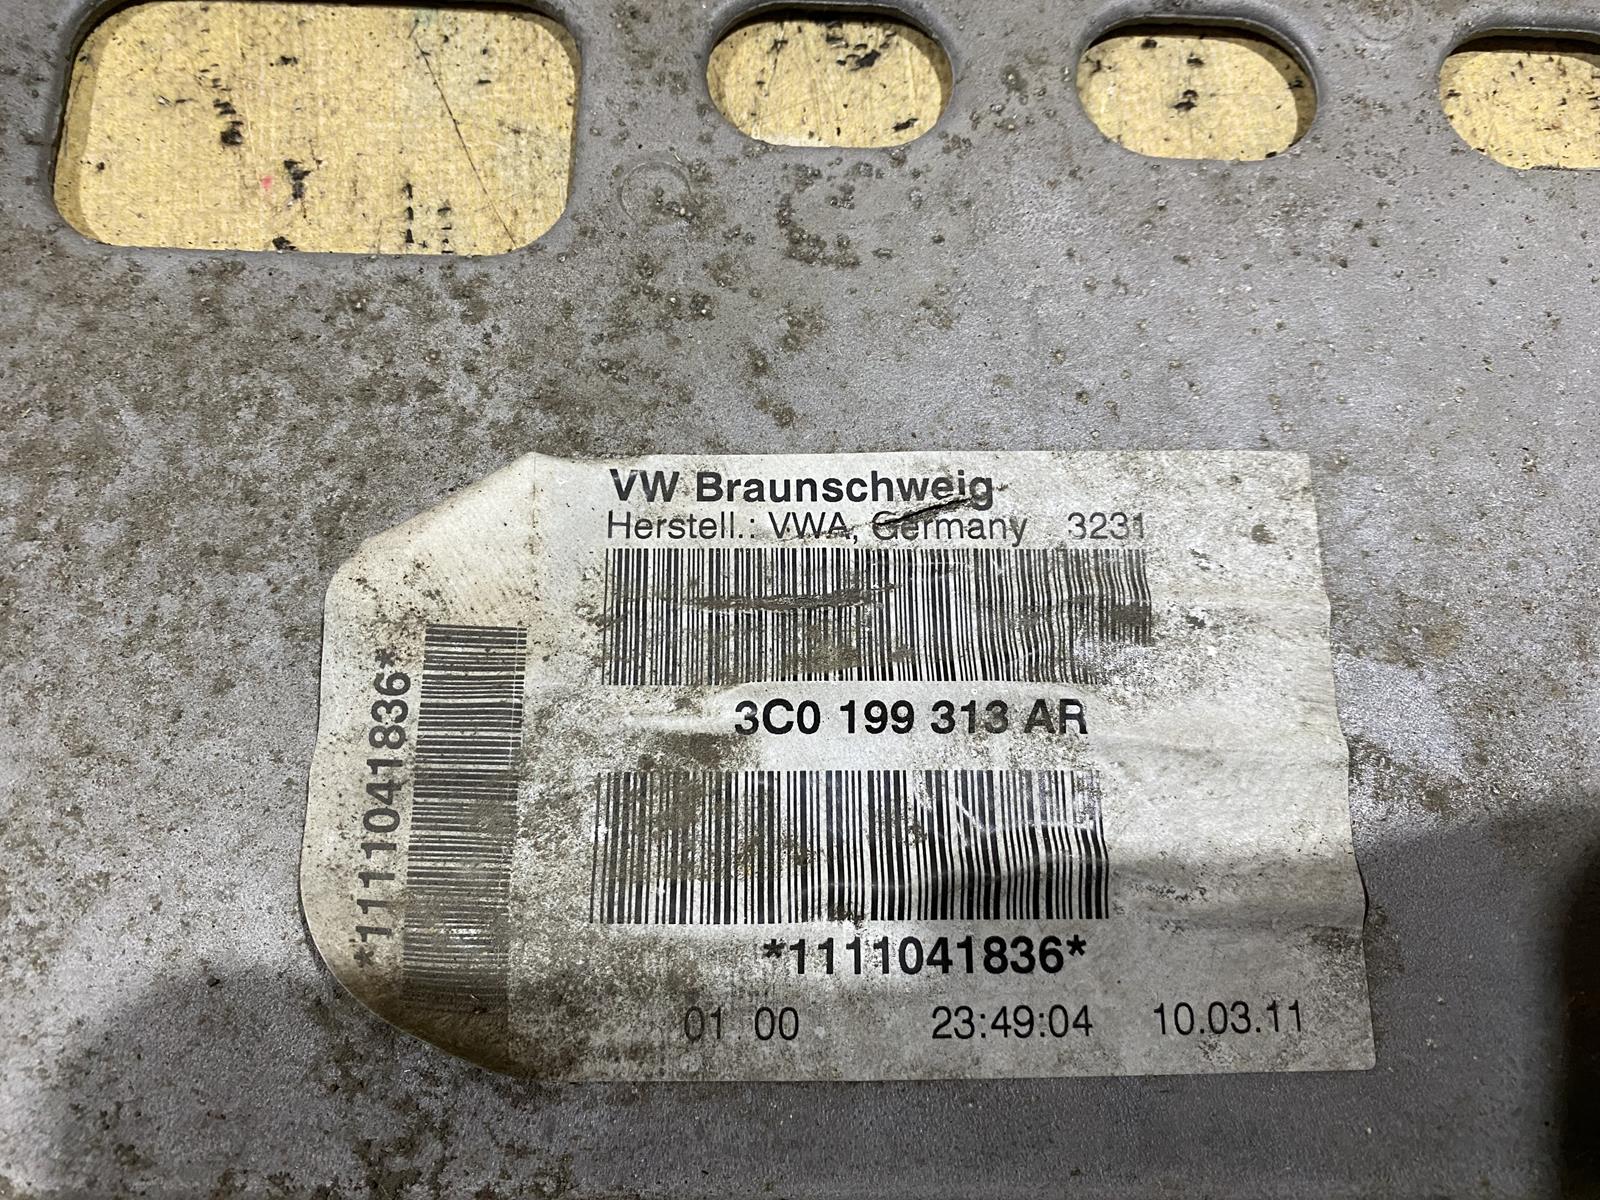 VW Braunschweig
Herstell.: VWA, Germany 3231
3C0 199 313 AR
*1111041836*
01 00 23:49:04 10.03.11
*1111041836*